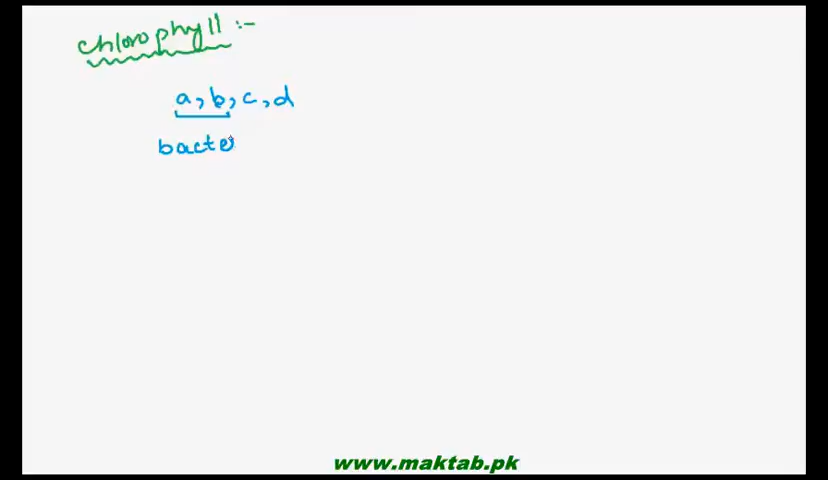 Chlorophyll :-
a, b, c, d
bacte
www.maktab.pk